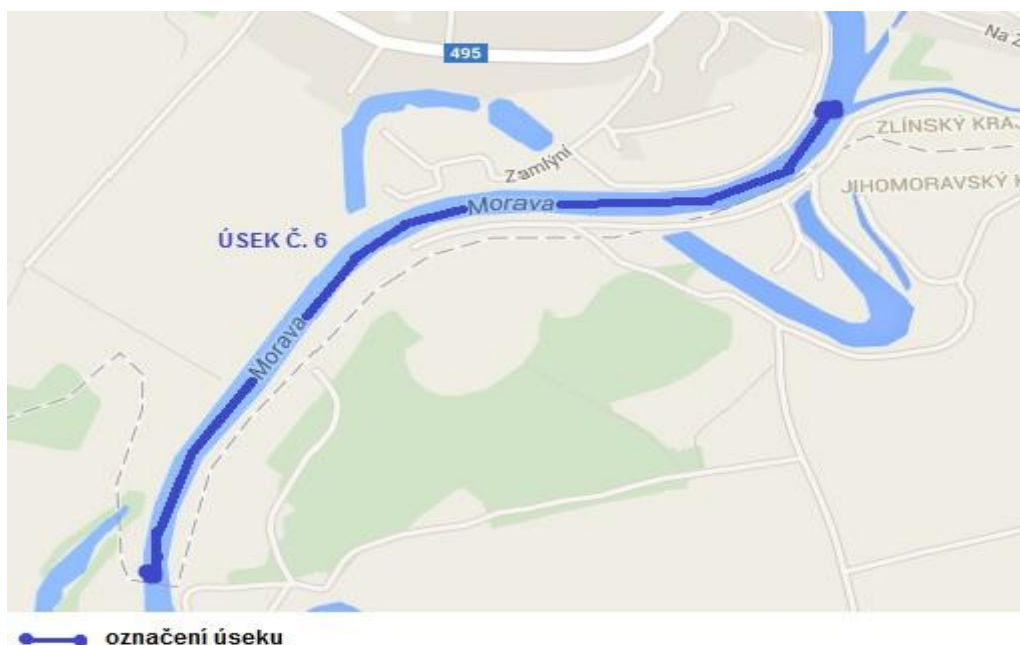 495
Na Z
ZLÍNSKÝ KRAJ
Zamlýní
JIHOMORAVSKÝ K
Morava
ÚSEK Č. 6
Morava
označení úseku